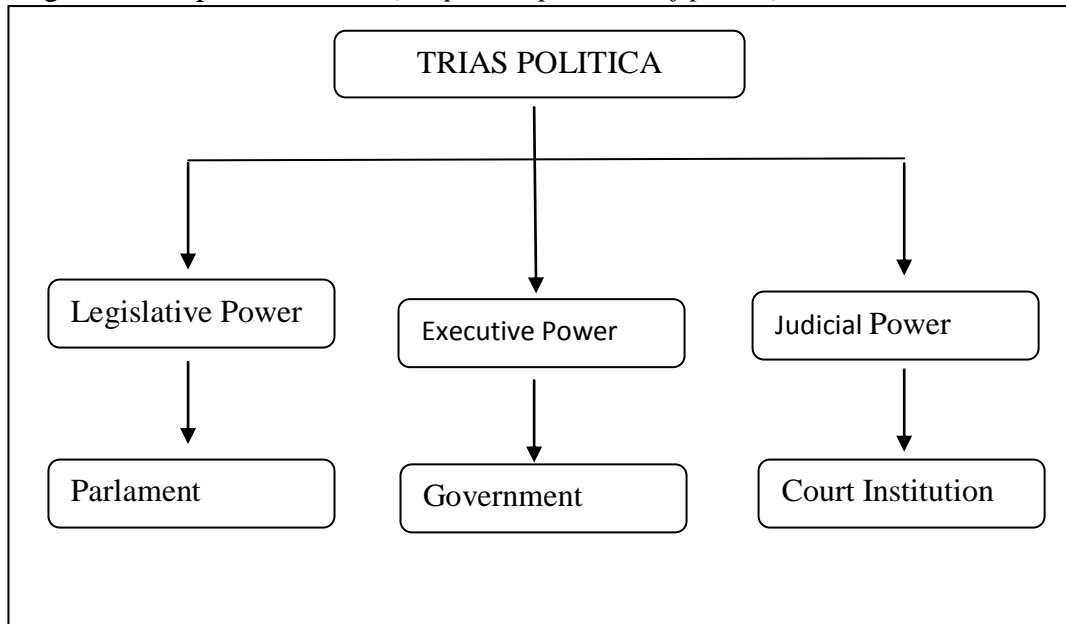 TRIAS POLITICA
Legislative Power
Executive Power
Judicial Power
Parlament
Government
Court Institution